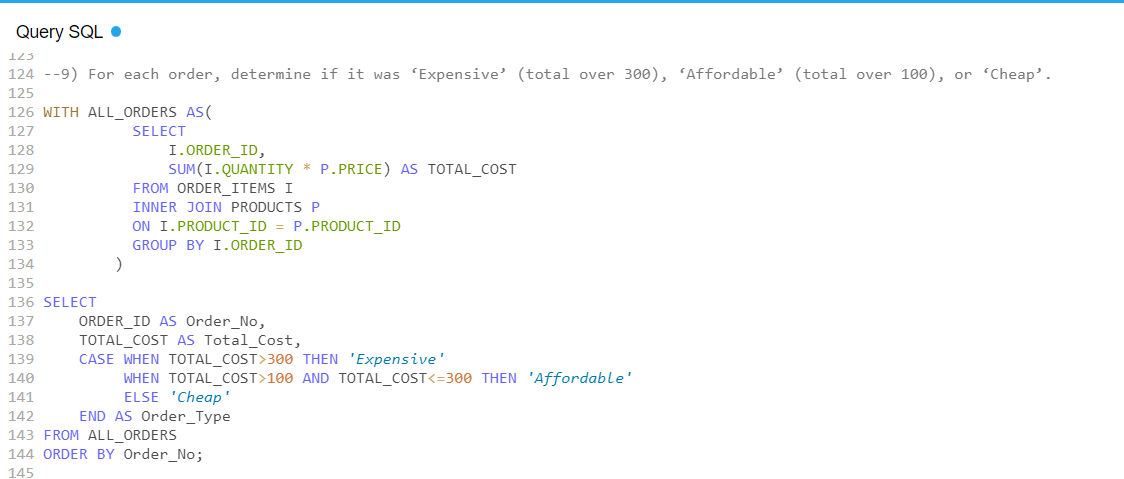 Query SQL
123
124 --9) For each order, determine if it was ‘Expensive’ (total over 300), ‘Affordable’ (total over 100), or ‘Cheap’.
125
126 WITH ALL_ORDERS AS(
127 SELECT
128 I.ORDER_ID,
129 SUM(I.QUANTITY * P.PRICE) AS TOTAL_COST
130 FROM ORDER_ITEMS I
131 INNER JOIN PRODUCTS P
132 ON I.PRODUCT_ID = P.PRODUCT_ID
133 GROUP BY I.ORDER_ID
134 )
135
136 SELECT
137 ORDER_ID AS Order_No,
138 TOTAL_COST AS Total_Cost,
139 CASE WHEN TOTAL_COST>300 THEN 'Expensive'
140 WHEN TOTAL_COST>100 AND TOTAL_COST<=300 THEN 'Affordable'
141 ELSE 'Cheap'
142 END AS Order_Type
143 FROM ALL_ORDERS
144 ORDER BY Order_No;
145